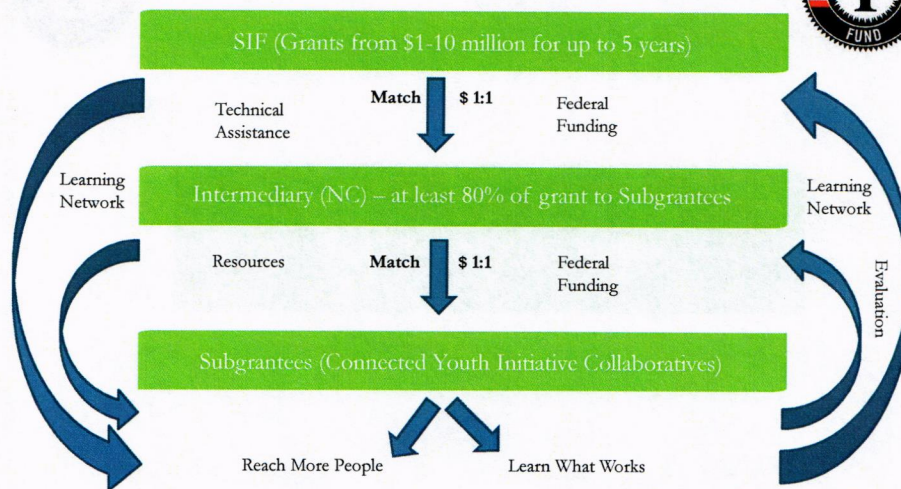 FUND
SIF (Grants from $1-10 million for up to 5 years)
Match $ 1:1
Technical
Assistance
Federal
Funding
Learning
Network
Intermediary (NC) – at least 80% of grant to Subgrantees
Learning
Network
Resources
Match $ 1:1
Federal
Funding
Evaluation
Subgrantees (Connected Youth Initiative Collaboratives)
Reach More People
Learn What Works